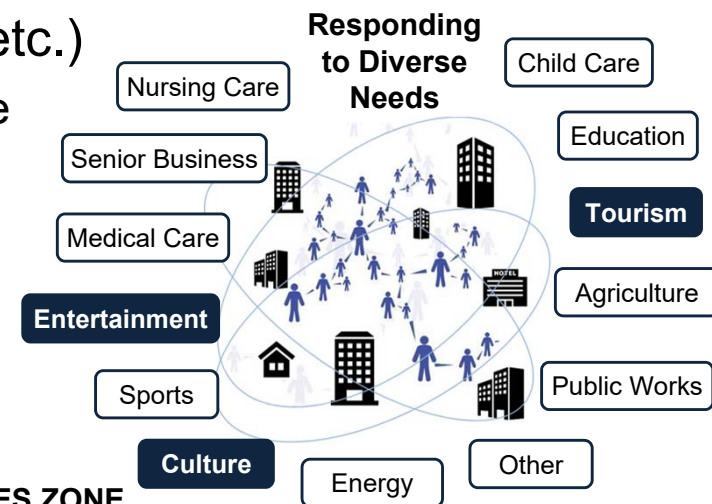 etc.)
e
Responding
to Diverse
Needs
Nursing Care
Child Care
Senior Business
Education
Medical Care
Tourism
Entertainment
Agriculture
Sports
Public Works
Culture
Energy
Other
HOTEL
ES ZONE